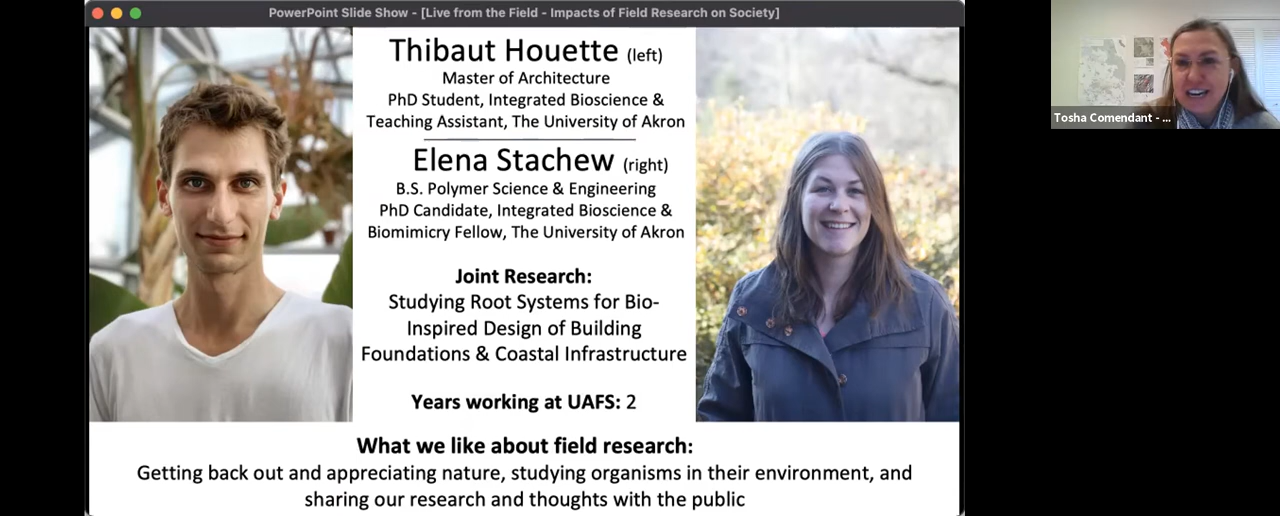 PowerPoint Slide Show - [Live from the Field - Impacts of Field Research on Society]
Thibaut Houette (left)
Master of Architecture
PhD Student, Integrated Bioscience &
Teaching Assistant, The University of Akron
Elena Stachew (right)
B.S. Polymer Science & Engineering
PhD Candidate, Integrated Bioscience &
Biomimicry Fellow, The University of Akron
Joint Research:
Studying Root Systems for Bio-
Inspired Design of Building
Foundations & Coastal Infrastructure
Years working at UAFS: 2
What we like about field research:
Getting back out and appreciating nature, studying organisms in their environment, and
sharing our research and thoughts with the public
Tosha Comendant - ...